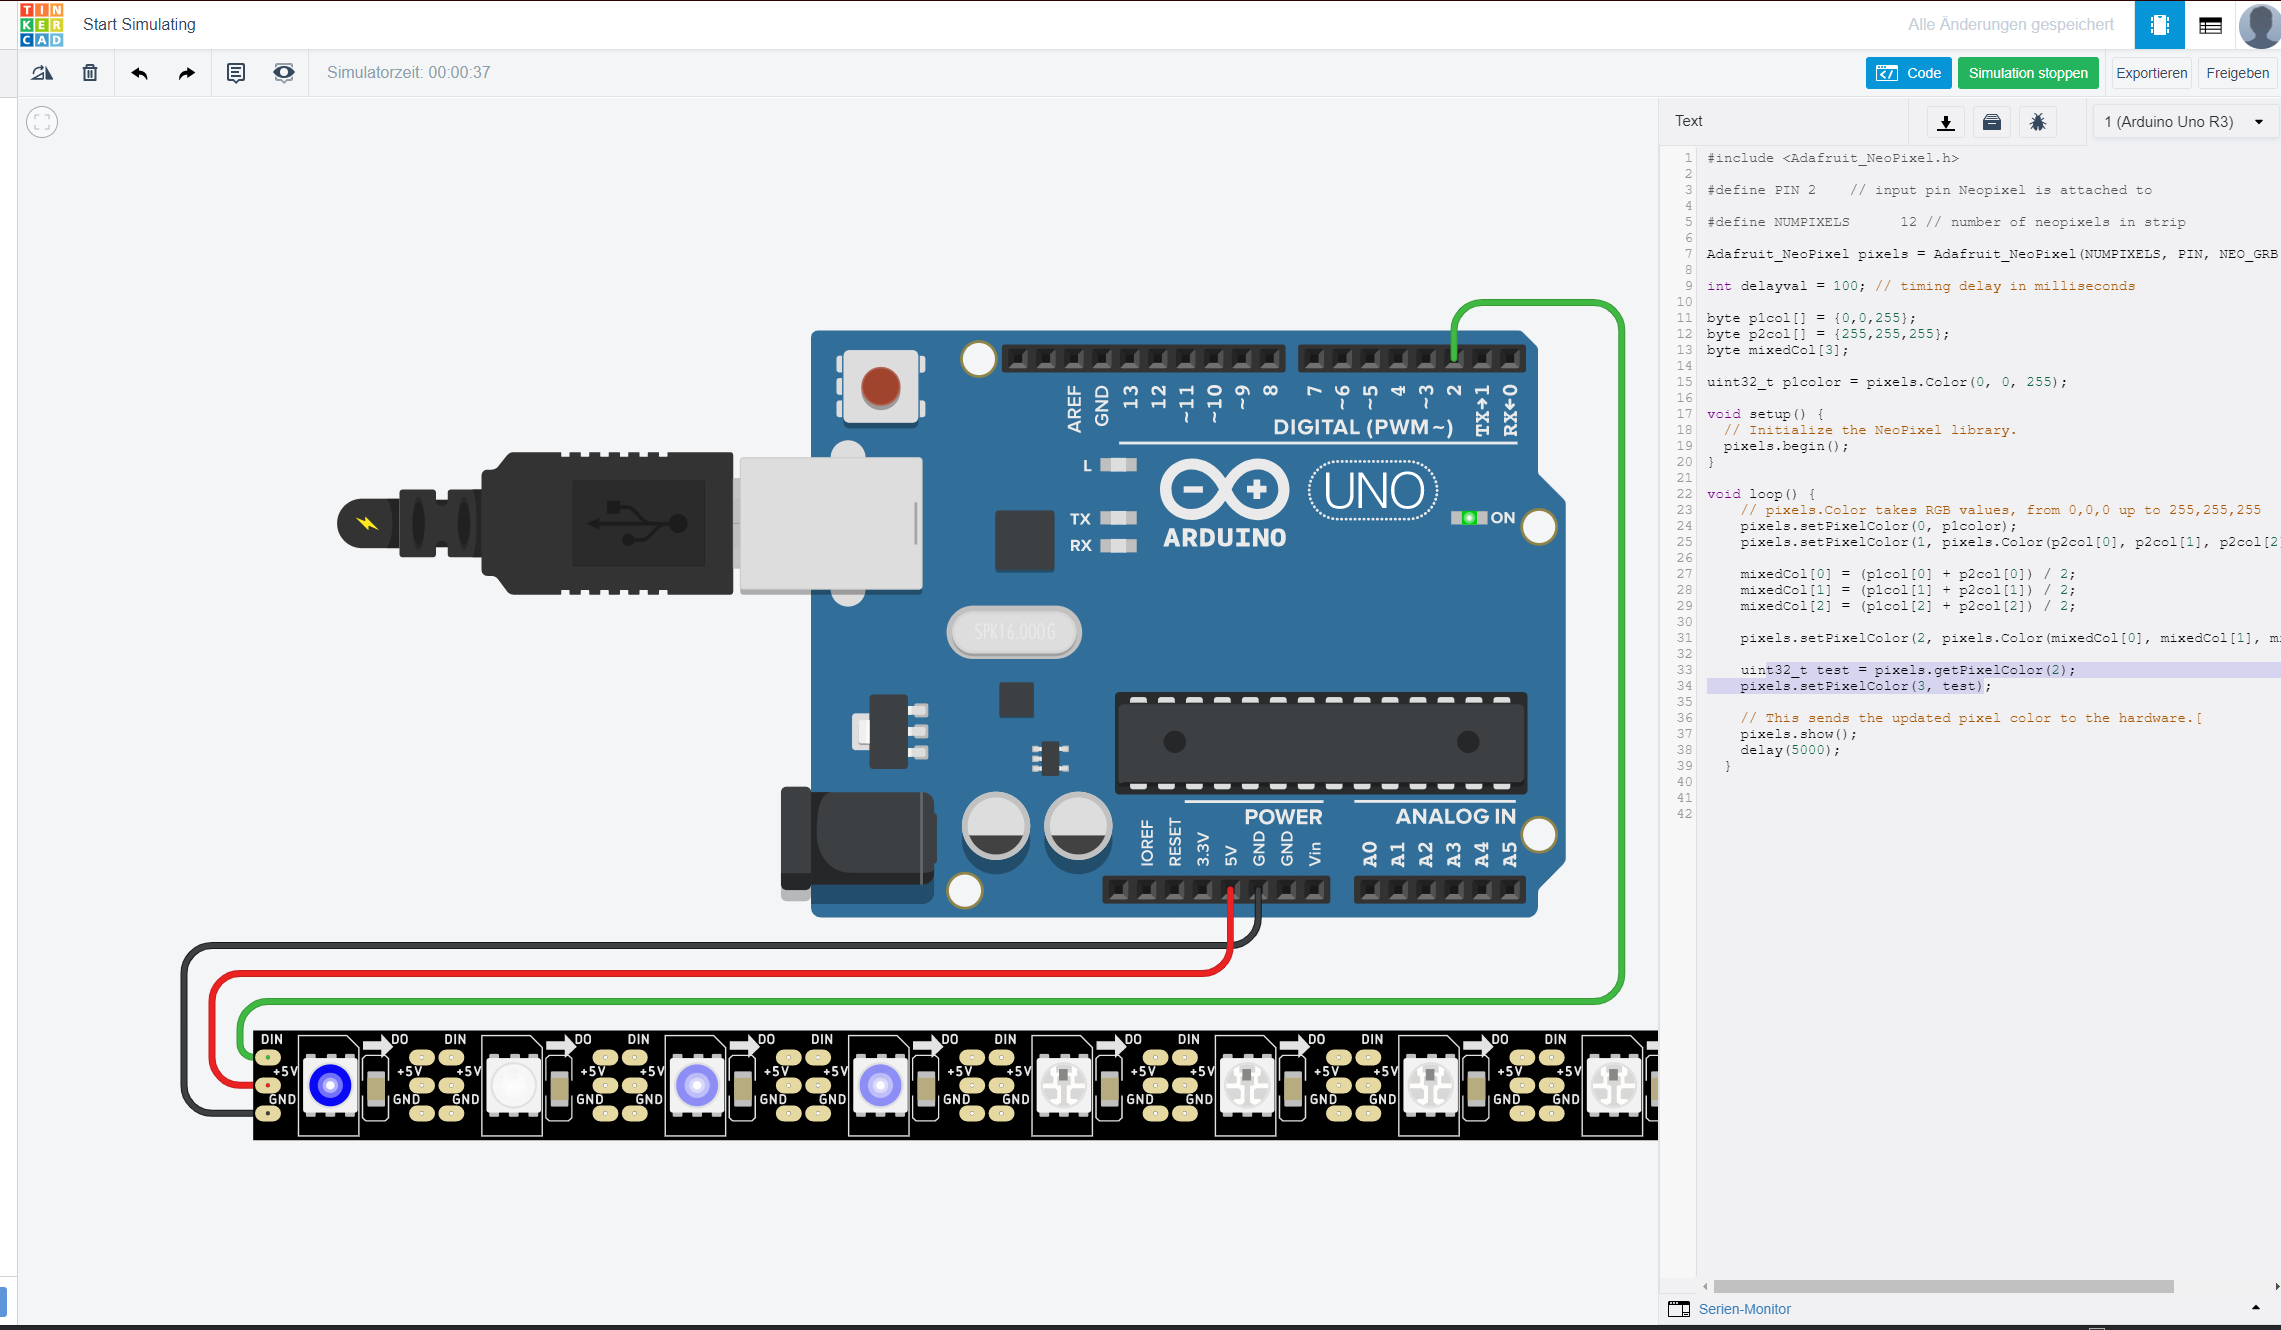 TIN
KER
CAD
Start Simulating
Alle Änderungen gespeichert
Simulatorzeit: 00:00:37
Code
Simulation stoppen
Exportieren
Freigeben
Text
1 (Arduino Uno R3)
1 #include <Adafruit_NeoPixel.h>
2
3 #define PIN 2    // input pin Neopixel is attached to
4
5 #define NUMPIXELS      12 // number of neopixels in strip
6
7 Adafruit_NeoPixel pixels = Adafruit_NeoPixel(NUMPIXELS, PIN, NEO_GRB
8
9 int delayval = 100; // timing delay in milliseconds
10
11 byte p1col[] = {0,0,255};
12 byte p2col[] = {255,255,255};
13 byte mixedCol[3];
14
15 uint32_t p1color = pixels.Color(0, 0, 255);
16
17 void setup() {
18   // Initialize the NeoPixel library.
19   pixels.begin();
20 }
21
22 void loop() {
23     // pixels.Color takes RGB values, from 0,0,0 up to 255,255,255
24     pixels.setPixelColor(0, p1color);
25     pixels.setPixelColor(1, pixels.Color(p2col[0], p2col[1], p2col[2
26
27     mixedCol[0] = (p1col[0] + p2col[0]) / 2;
28     mixedCol[1] = (p1col[1] + p2col[1]) / 2;
29     mixedCol[2] = (p1col[2] + p2col[2]) / 2;
30
31     pixels.setPixelColor(2, pixels.Color(mixedCol[0], mixedCol[1], m
32
33     uint32_t test = pixels.getPixelColor(2);
34     pixels.setPixelColor(3, test);
35
36     // This sends the updated pixel color to the hardware.[
37     pixels.show();
38     delay(5000);
39   }
40
41
42
Serien-Monitor
AREF GND 13 12 ~11 ~10 ~9 8 7 ~6 ~5 4 ~3 2 TX→1 RX←0
DIGITAL (PWM~)
L
TX
RX
ARDUINO
UNO
ON
SPK16.000G
POWER
ANALOG IN
IOREF RESET 3.3V 5V GND GND Vin A0 A1 A2 A3 A4 A5
DIN DO DIN DO DIN DO DIN DO DIN DO DIN DO DIN DO DIN
+5V +5V +5V +5V +5V +5V +5V +5V +5V +5V +5V +5V +5V +5V +5V
GND GND GND GND GND GND GND GND GND GND GND GND GND GND GND